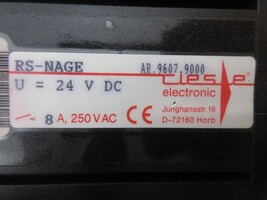 RS-NAGE
AR.9607.9000
U = 24 V DC
electronic
8 A, 250 VAC CE
Junghansstr.16
D-72160 Horb